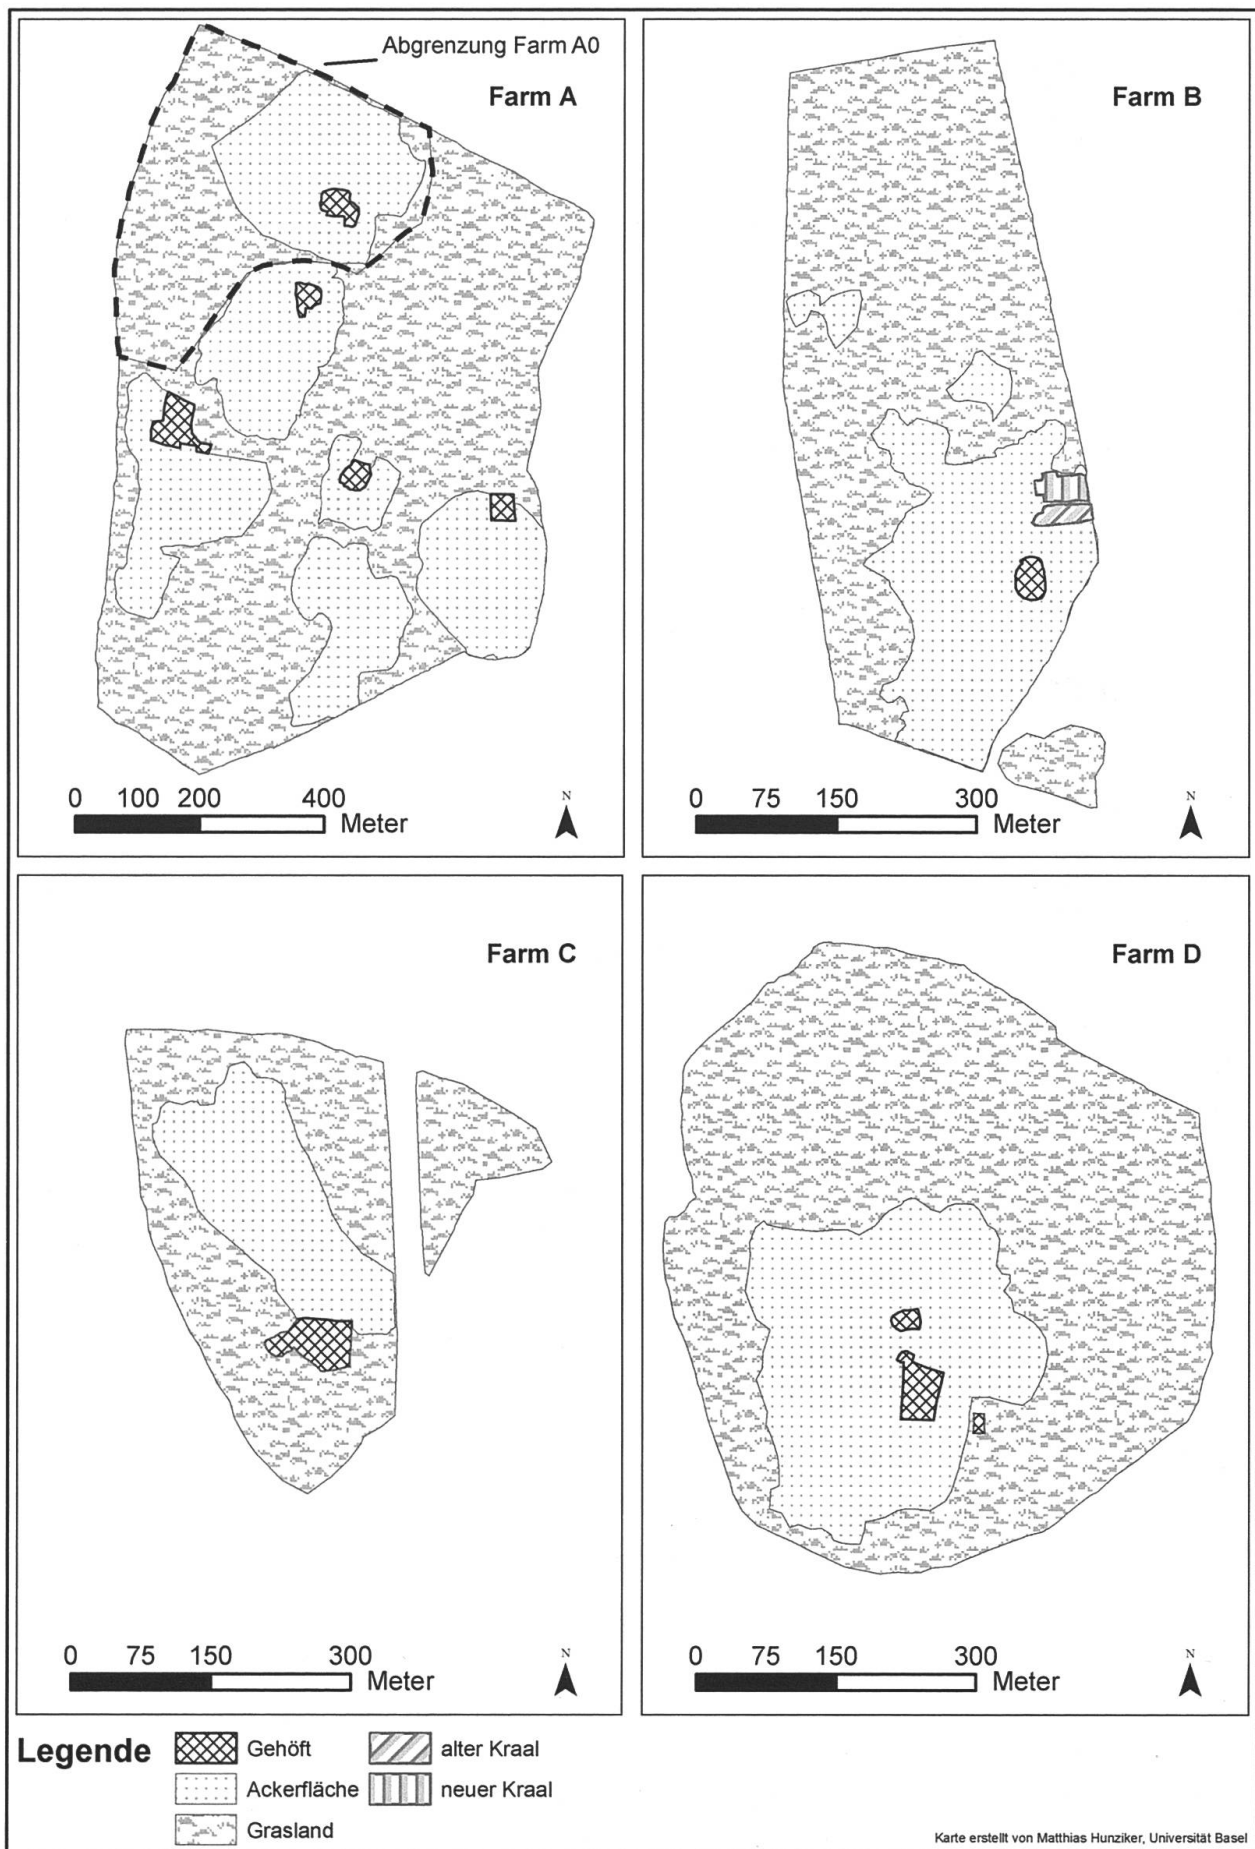 Abgrenzung Farm A0
Farm A
0 100 200 400
Meter
N
Farm B
0 75 150 300
Meter
N
Farm C
0 75 150 300
Meter
N
Farm D
0 75 150 300
Meter
N
Legende
Gehöft
alter Kraal
Ackerfläche
neuer Kraal
Grasland
Karte erstellt von Matthias Hunziker, Universität Basel